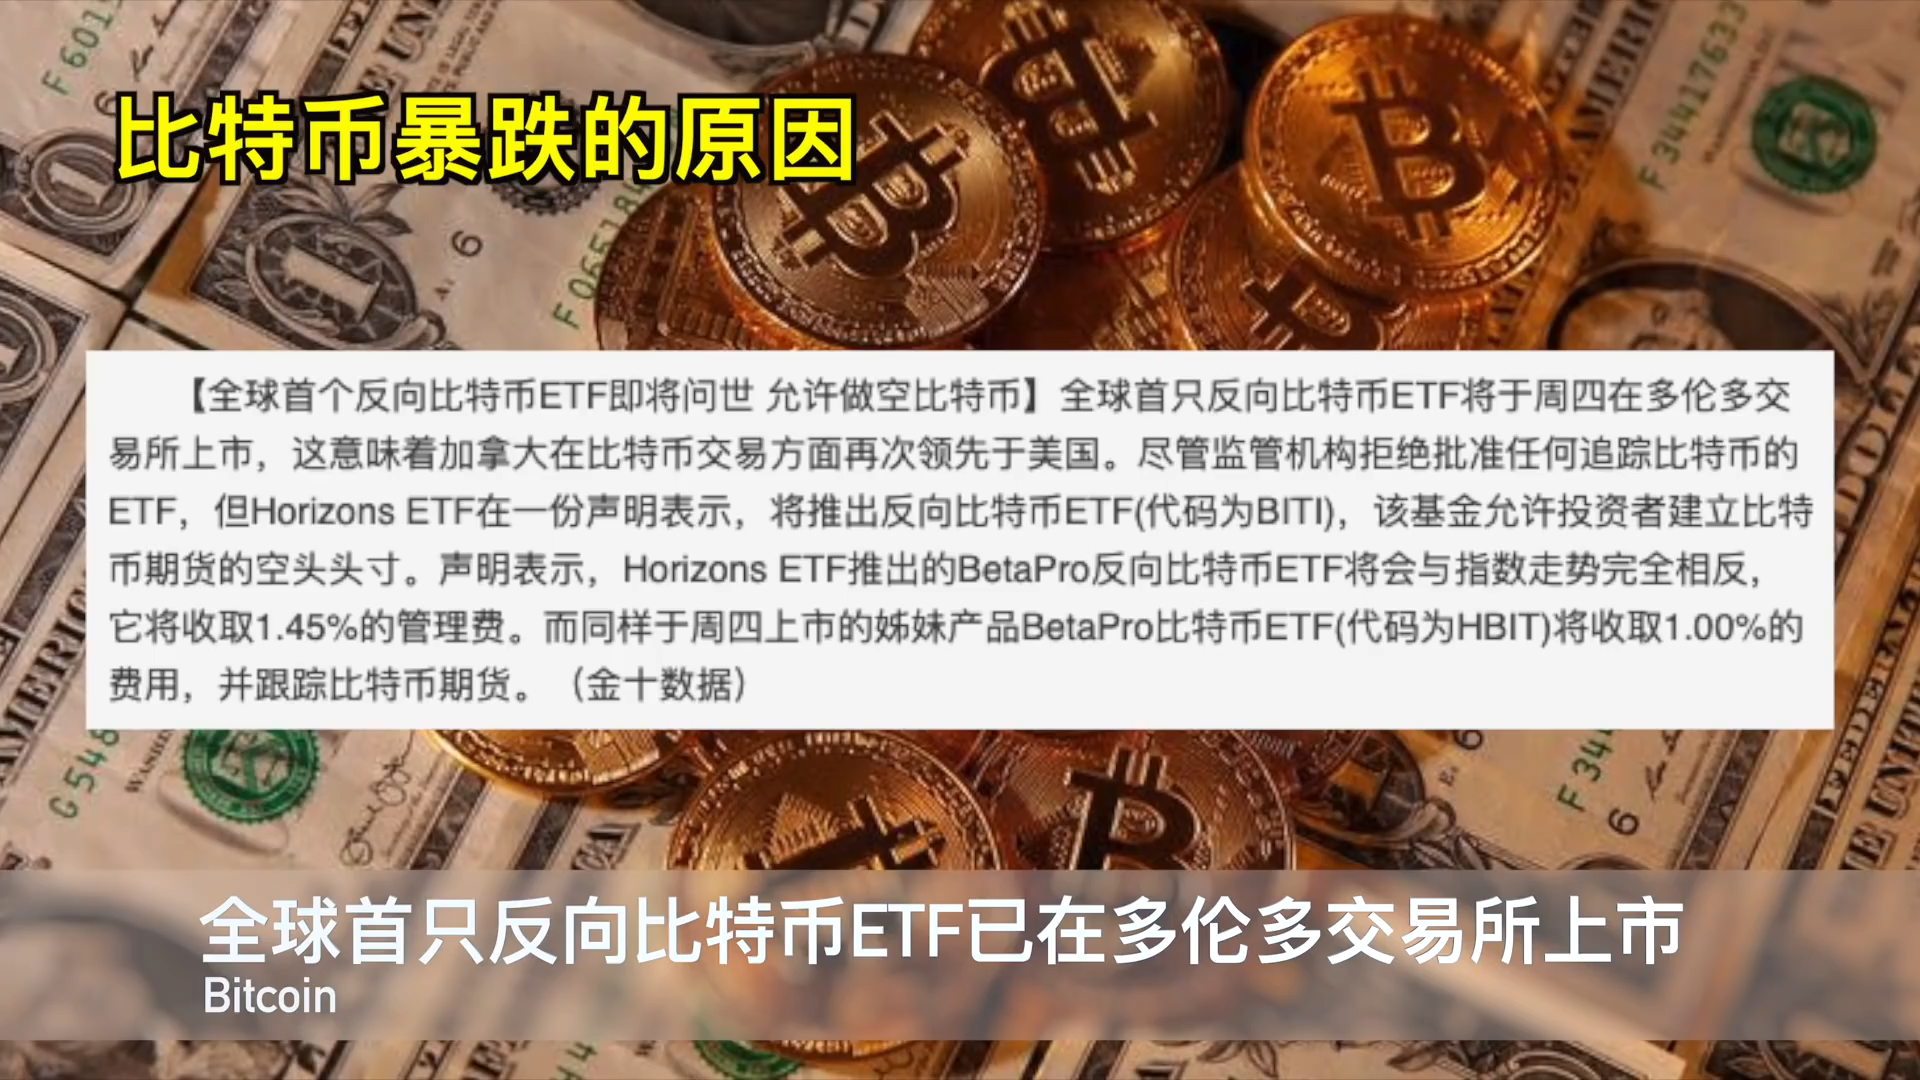 比特币暴跌的原因
【全球首个反向比特币ETF即将问世 允许做空比特币】全球首只反向比特币ETF将于周四在多伦多交
易所上市，这意味着加拿大在比特币交易方面再次领先于美国。尽管监管机构拒绝批准任何追踪比特币的
ETF，但Horizons ETF在一份声明表示，将推出反向比特币ETF(代码为BITI)，该基金允许投资者建立比特
币期货的空头头寸。声明表示，Horizons ETF推出的BetaPro反向比特币ETF将会与指数走势完全相反，
它将收取1.45%的管理费。而同样于周四上市的姊妹产品BetaPro比特币ETF(代码为HBIT)将收取1.00%的
费用，并跟踪比特币期货。（金十数据）
全球首只反向比特币ETF已在多伦多交易所上市
Bitcoin